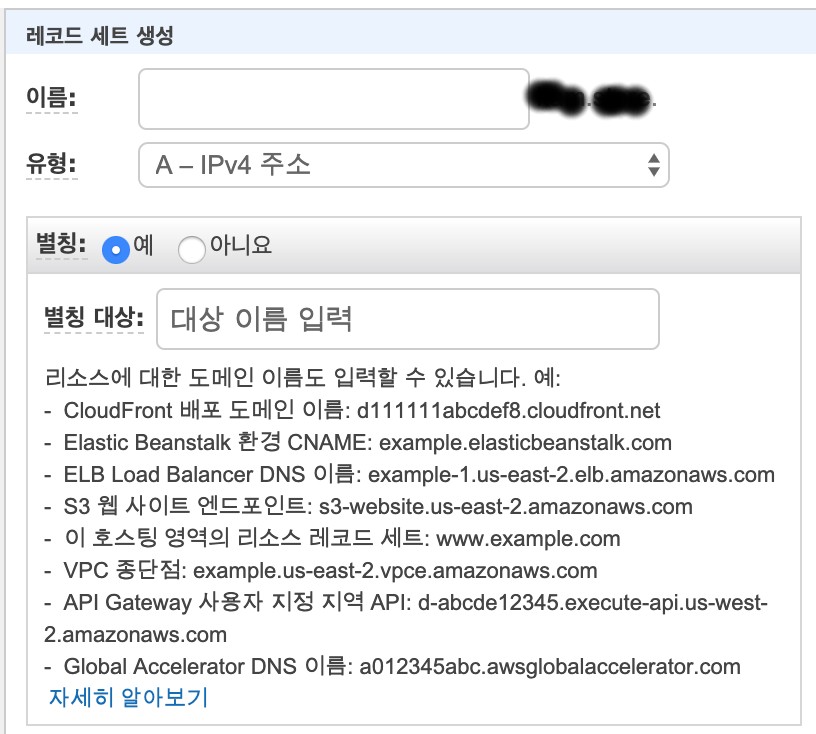 레코드 세트 생성
이름:
유형: A – IPv4 주소
별칭: 예 아니요
별칭 대상: 대상 이름 입력
리소스에 대한 도메인 이름도 입력할 수 있습니다. 예:
- CloudFront 배포 도메인 이름: d111111abcdef8.cloudfront.net
- Elastic Beanstalk 환경 CNAME: example.elasticbeanstalk.com
- ELB Load Balancer DNS 이름: example-1.us-east-2.elb.amazonaws.com
- S3 웹 사이트 엔드포인트: s3-website.us-east-2.amazonaws.com
- 이 호스팅 영역의 리소스 레코드 세트: www.example.com
- VPC 종단점: example.us-east-2.vpce.amazonaws.com
- API Gateway 사용자 지정 지역 API: d-abcde12345.execute-api.us-west-
2.amazonaws.com
- Global Accelerator DNS 이름: a012345abc.awsglobalaccelerator.com
자세히 알아보기